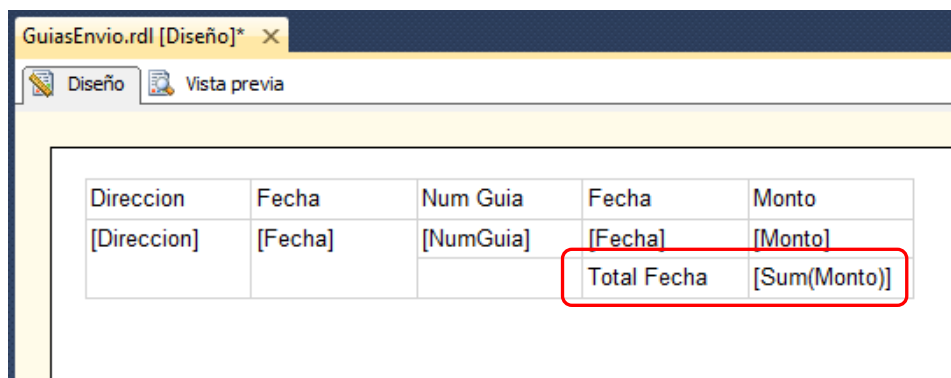 GuiasEnvio.rdl [Diseño]*
Diseño Vista previa
Direccion Fecha Num Guia Fecha Monto
[Direccion] [Fecha] [NumGuia] [Fecha] [Monto]
Total Fecha [Sum(Monto)]